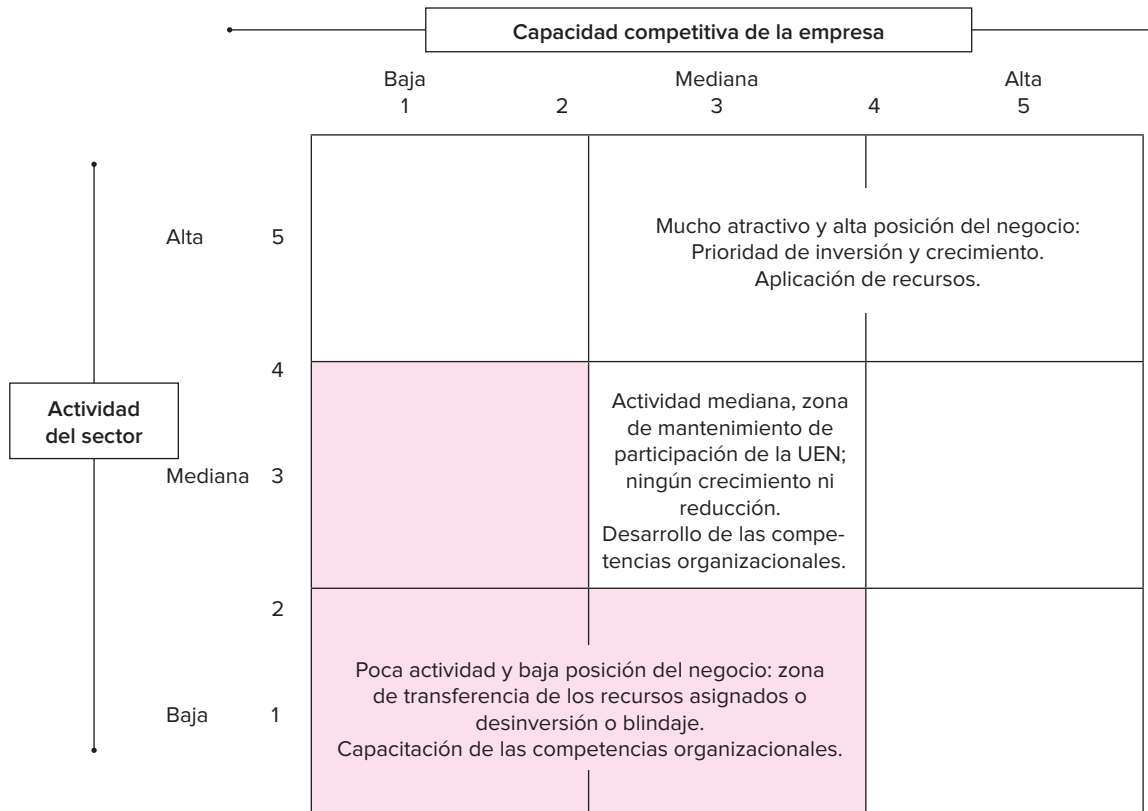 Capacidad competitiva de la empresa
Baja Mediana Alta
1 2 3 4 5
Alta 5
Mucho atractivo y alta posición del negocio:
Prioridad de inversión y crecimiento.
Aplicación de recursos.
4
Actividad
del sector
Mediana 3
Actividad mediana, zona
de mantenimiento de
participación de la UEN;
ningún crecimiento ni
reducción.
Desarrollo de las compe-
tencias organizacionales.
2
Poca actividad y baja posición del negocio: zona
de transferencia de los recursos asignados o
desinversión o blindaje.
Capacitación de las competencias organizacionales.
Baja 1